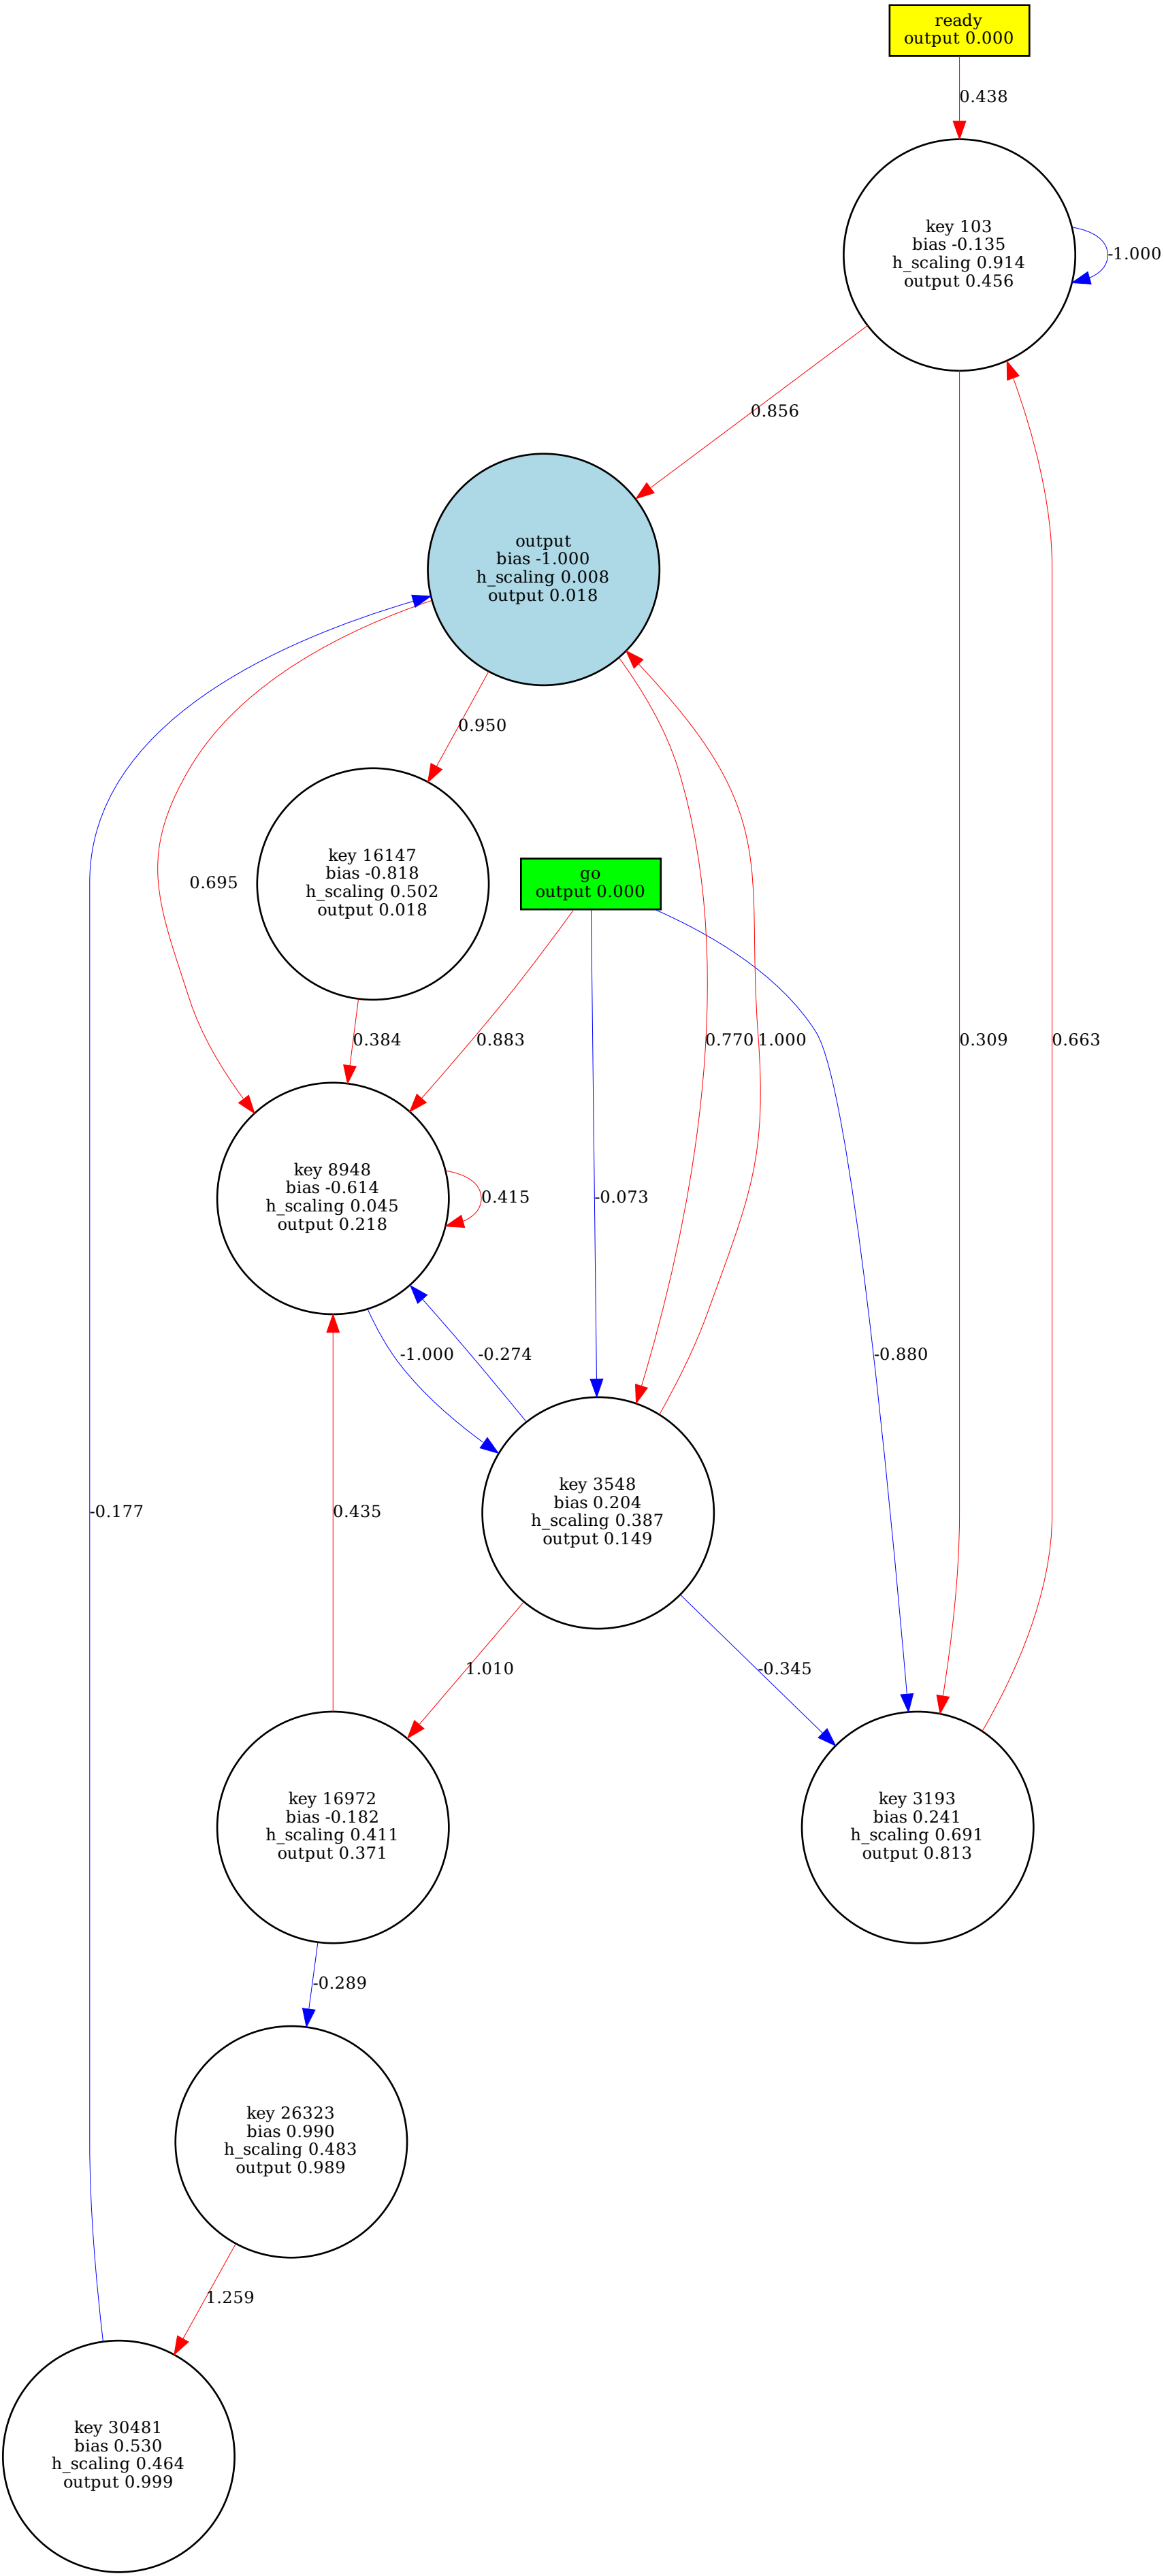 ready
output 0.000
0.438
key 103
bias -0.135
h_scaling 0.914
output 0.456
-1.000
0.856
output
bias -1.000
h_scaling 0.008
output 0.018
0.950
key 16147
bias -0.818
h_scaling 0.502
output 0.018
go
output 0.000
0.695
0.384
0.883
0.770
1.000
0.309
0.663
key 8948
bias -0.614
h_scaling 0.045
output 0.218
0.415
-0.073
-1.000
-0.274
-0.880
key 3548
bias 0.204
h_scaling 0.387
output 0.149
-0.177
0.435
1.010
-0.345
key 16972
bias -0.182
h_scaling 0.411
output 0.371
key 3193
bias 0.241
h_scaling 0.691
output 0.813
-0.289
key 26323
bias 0.990
h_scaling 0.483
output 0.989
1.259
key 30481
bias 0.530
h_scaling 0.464
output 0.999